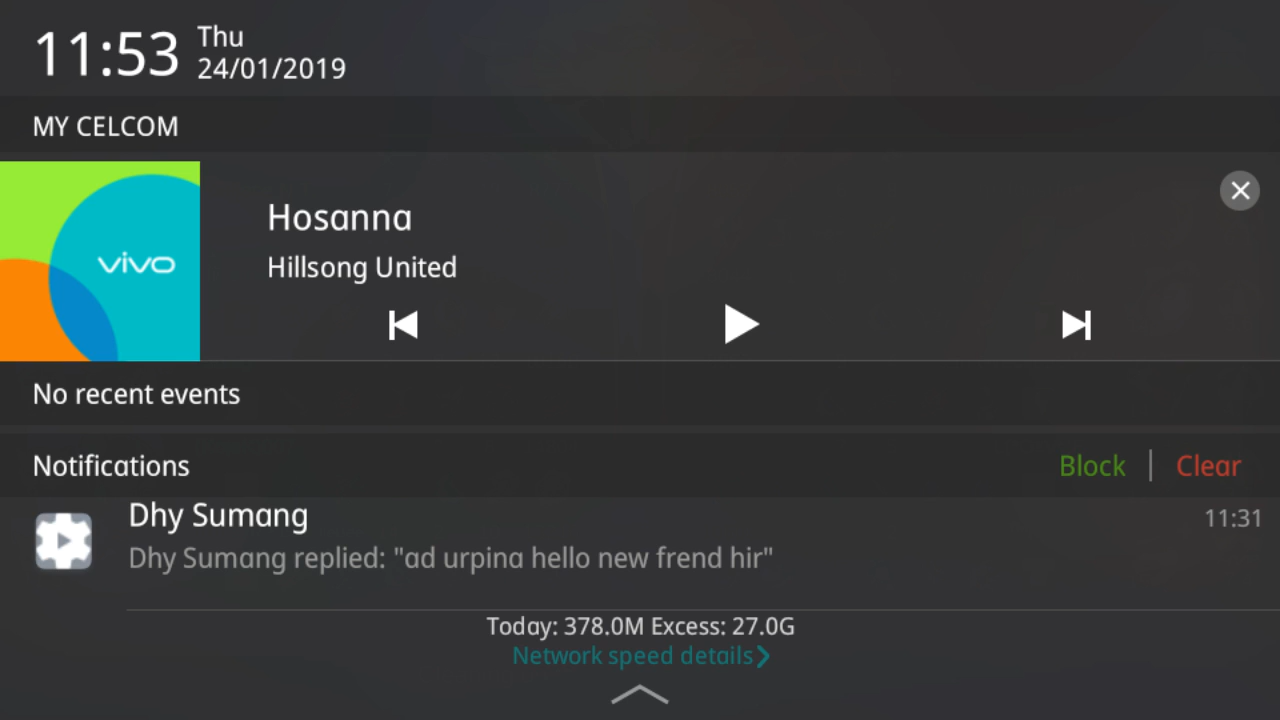 11:53
Thu
24/01/2019
MY CELCOM
vivo
Hosanna
Hillsong United
No recent events
Notifications
Block | Clear
Dhy Sumang
11:31
Dhy Sumang replied: "ad urpina hello new frend hir"
Today: 378.0M Excess: 27.0G
Network speed details